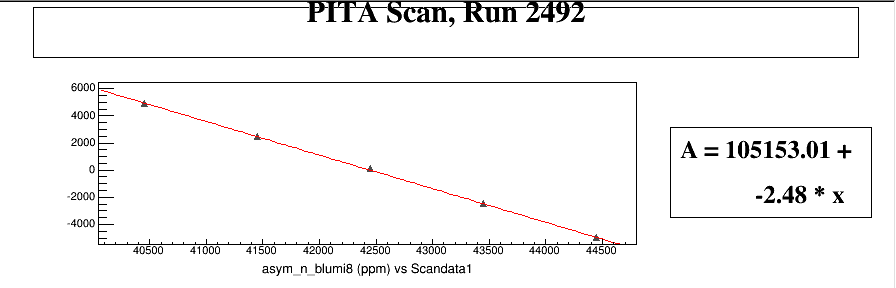 PITA Scan, Run 2492
6000
4000
2000
0
-2000
-4000
40500 41000 41500 42000 42500 43000 43500 44000 44500
asym_n_blumi8 (ppm) vs Scandata1
A = 105153.01 +
-2.48 * x